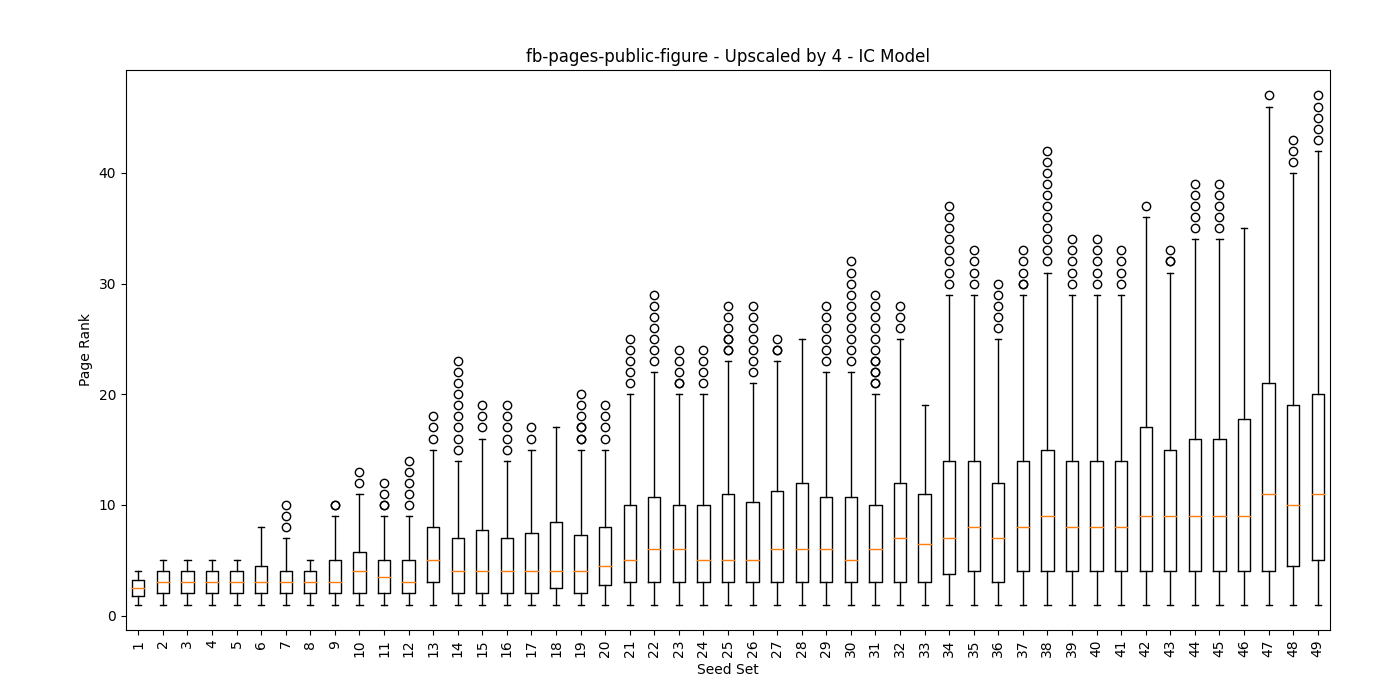 fb-pages-public-figure - Upscaled by 4 - IC Model
Page Rank
40
30
20
10
0
1 2 3 4 5 6 7 8 9 10 11 12 13 14 15 16 17 18 19 20 21 22 23 24 25 26 27 28 29 30 31 32 33 34 35 36 37 38 39 40 41 42 43 44 45 46 47 48 49
Seed Set